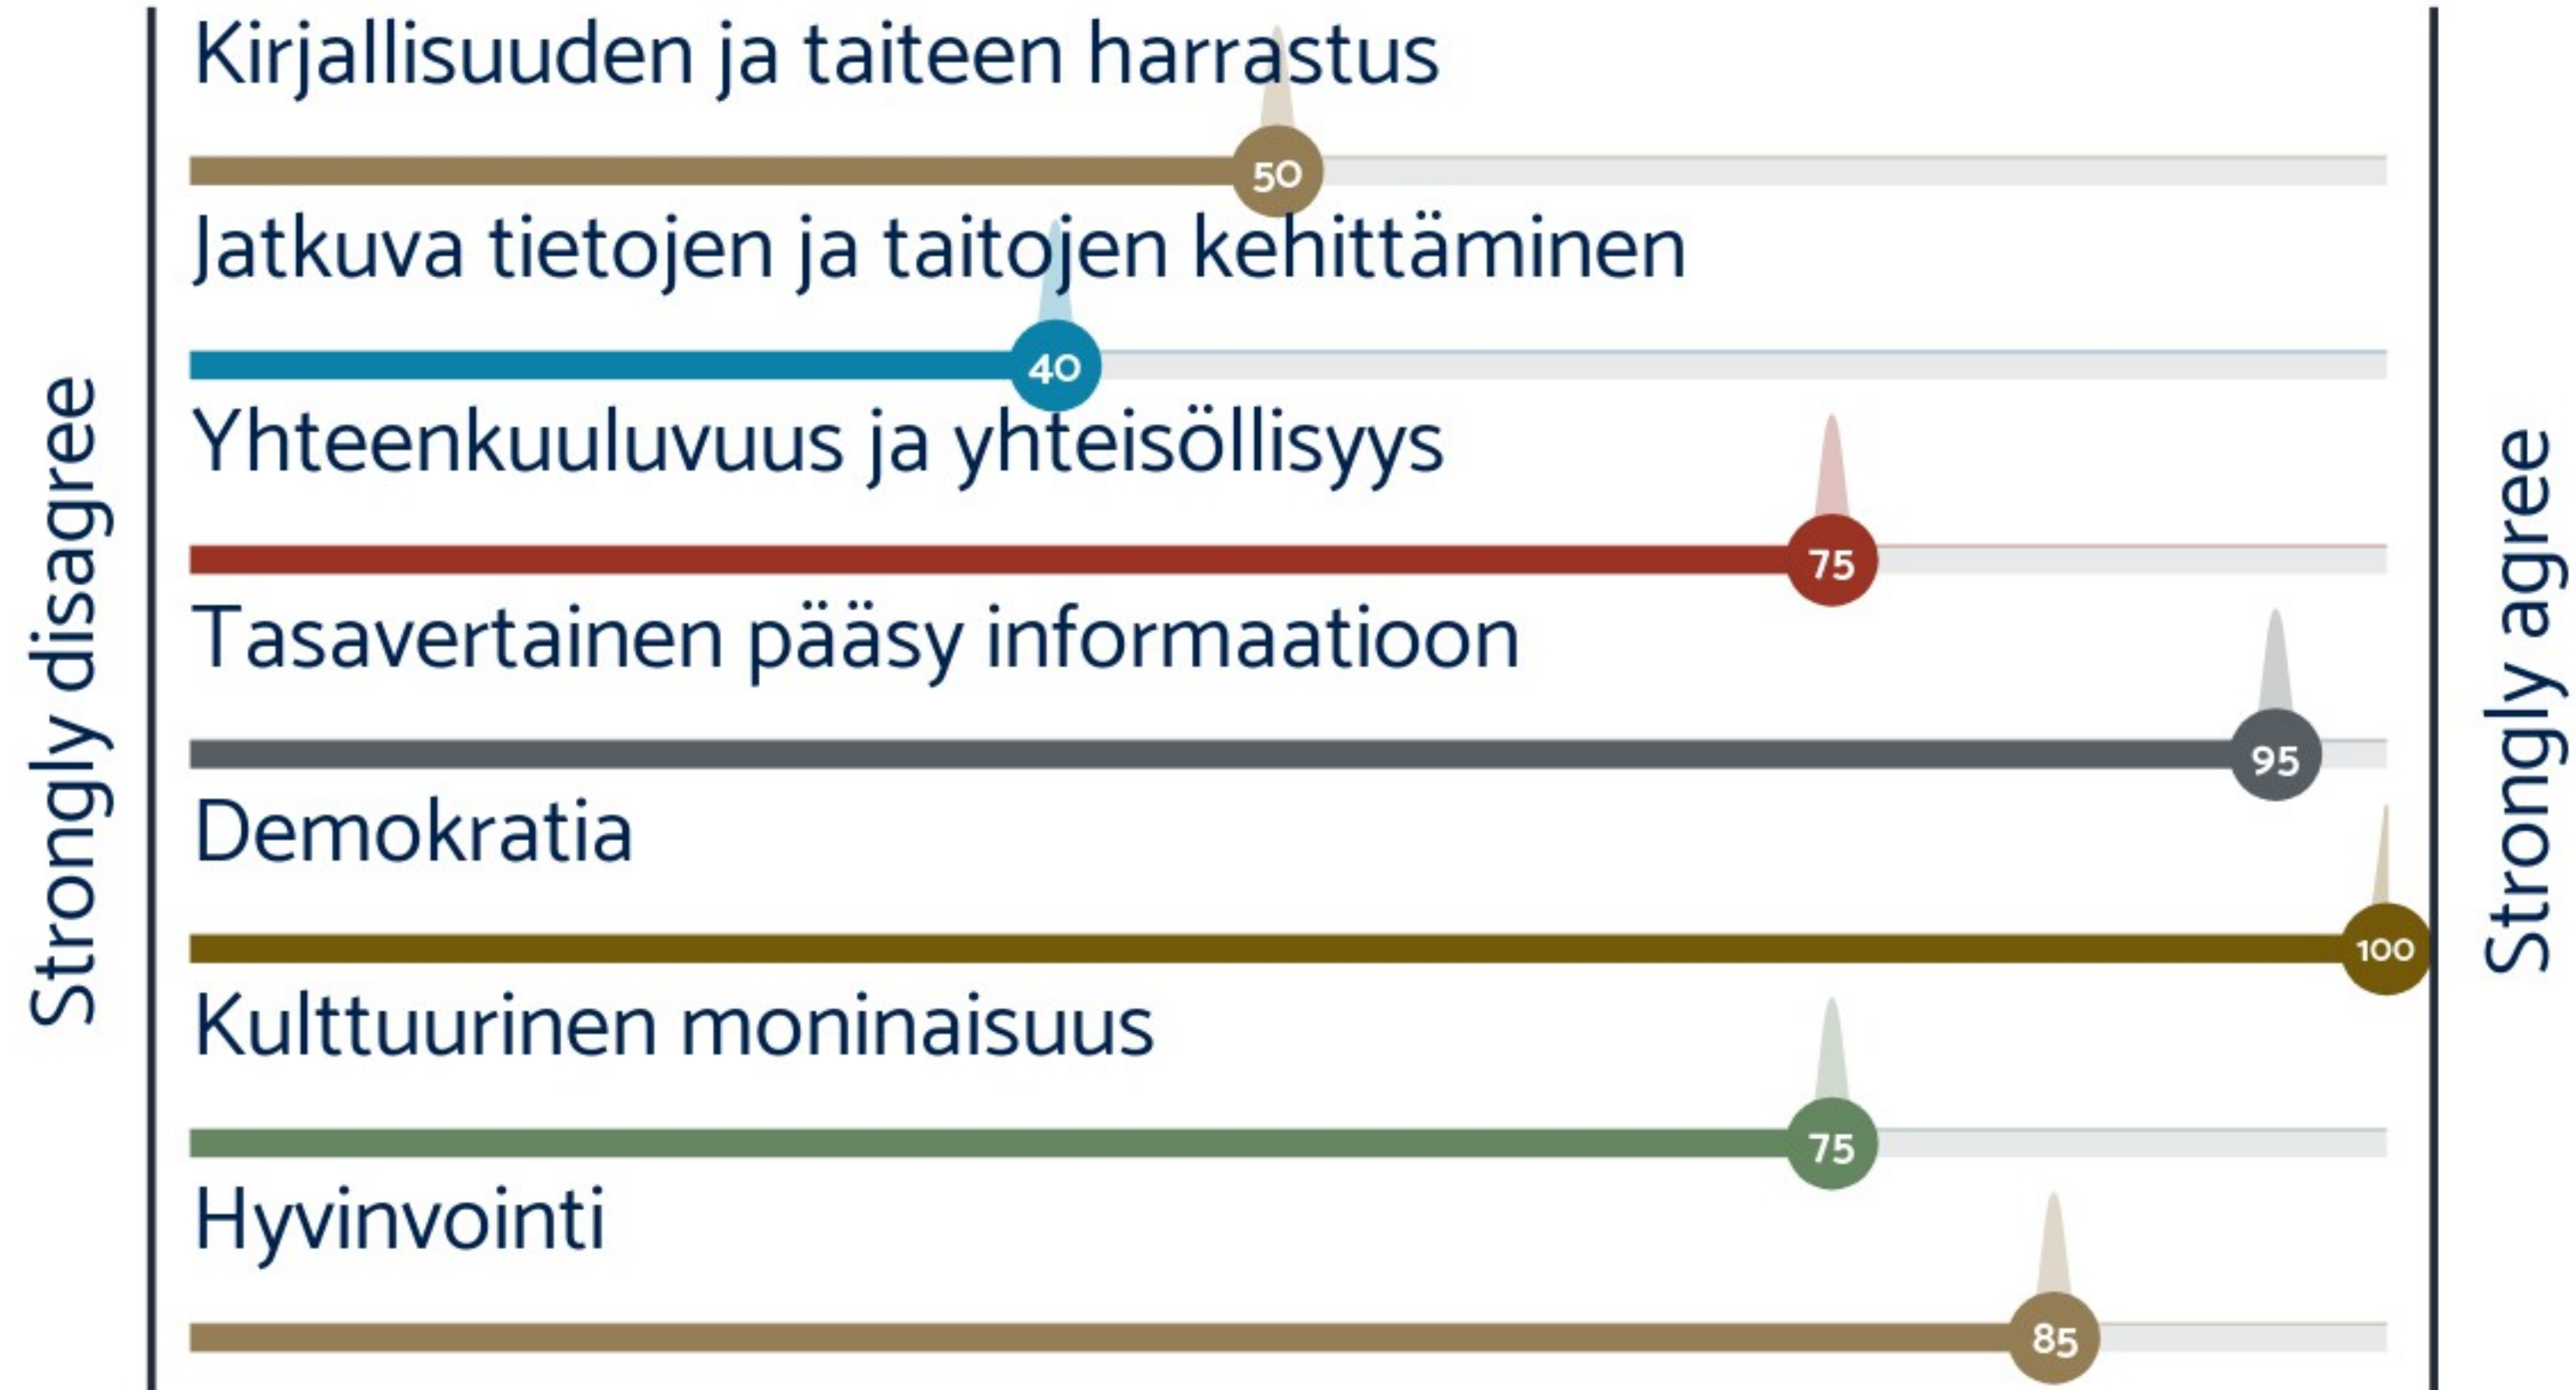 Strongly disagree
Kirjallisuuden ja taiteen harrastus
50
Jatkuva tietojen ja taitojen kehittäminen
40
Yhteenkuuluvuus ja yhteisöllisyys
75
Tasavertainen pääsy informaatioon
95
Demokratia
100
Kulttuurinen moninaisuus
75
Hyvinvointi
85
Strongly agree